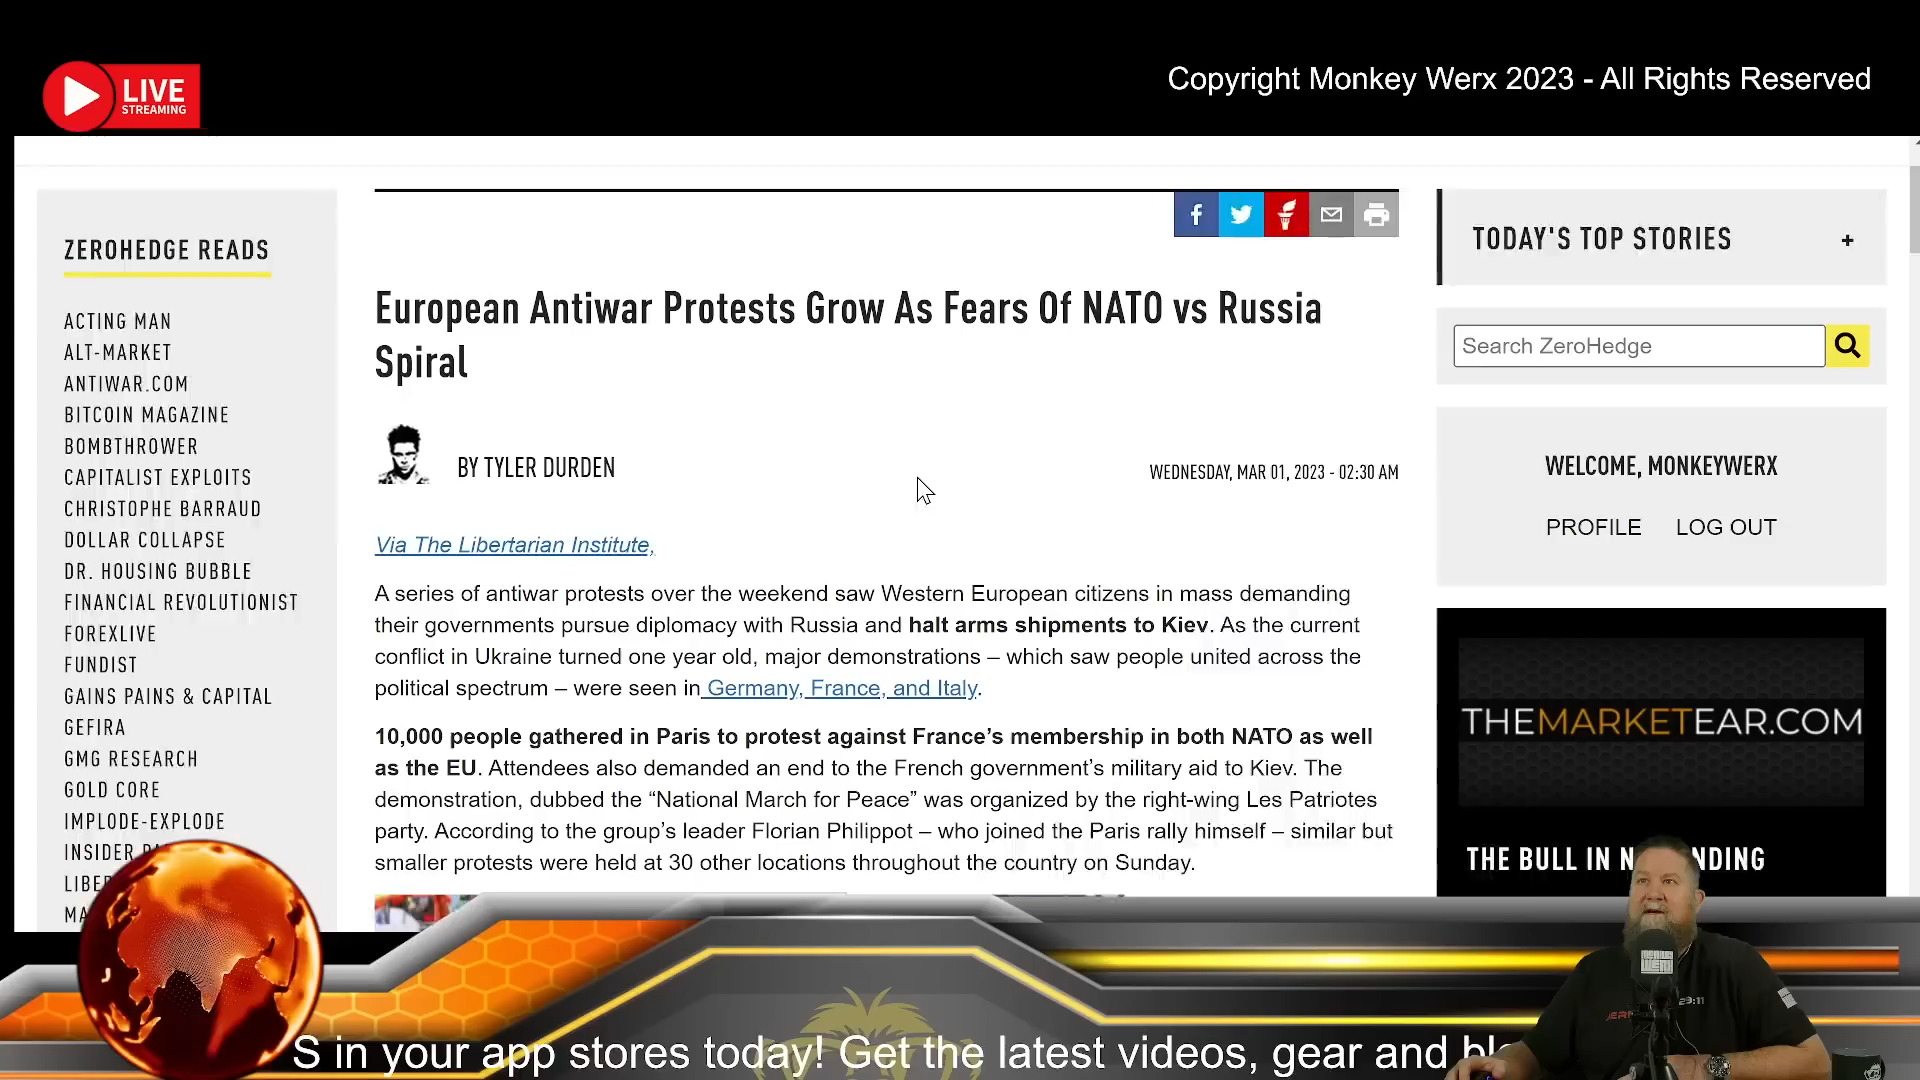 LIVE
STREAMING
Copyright Monkey Werx 2023 - All Rights Reserved
ZEROHEDGE READS
ACTING MAN
ALT-MARKET
ANTIWAR.COM
BITCOIN MAGAZINE
BOMBTHROWER
CAPITALIST EXPLOITS
CHRISTOPHE BARRAUD
DOLLAR COLLAPSE
DR. HOUSING BUBBLE
FINANCIAL REVOLUTIONIST
FOREXLIVE
FUNDIST
GAINS PAINS & CAPITAL
GEFIRA
GMG RESEARCH
GOLD CORE
IMPLODE-EXPLODE
INSIDER
European Antiwar Protests Grow As Fears Of NATO vs Russia
Spiral
BY TYLER DURDEN
WEDNESDAY, MAR 01, 2023 - 02:30 AM
Via The Libertarian Institute,
A series of antiwar protests over the weekend saw Western European citizens in mass demanding
their governments pursue diplomacy with Russia and halt arms shipments to Kiev. As the current
conflict in Ukraine turned one year old, major demonstrations – which saw people united across the
political spectrum – were seen in Germany, France, and Italy.
10,000 people gathered in Paris to protest against France’s membership in both NATO as well
as the EU. Attendees also demanded an end to the French government’s military aid to Kiev. The
demonstration, dubbed the “National March for Peace” was organized by the right-wing Les Patriotes
party. According to the group’s leader Florian Philippot – who joined the Paris rally himself – similar but
smaller protests were held at 30 other locations throughout the country on Sunday.
TODAY'S TOP STORIES +
Search ZeroHedge
WELCOME, MONKEYWERX
PROFILE LOG OUT
THEMARKETEAR.COM
THE BULL IN
S in your app stores today! Get the latest videos, gear and